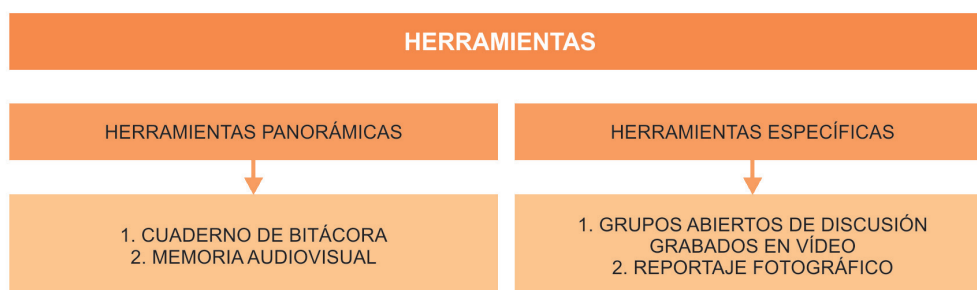 HERRAMIENTAS
HERRAMIENTAS PANORÁMICAS
1. CUADERNO DE BITÁCORA
2. MEMORIA AUDIOVISUAL
HERRAMIENTAS ESPECÍFICAS
1. GRUPOS ABIERTOS DE DISCUSIÓN
GRABADOS EN VÍDEO
2. REPORTAJE FOTOGRÁFICO